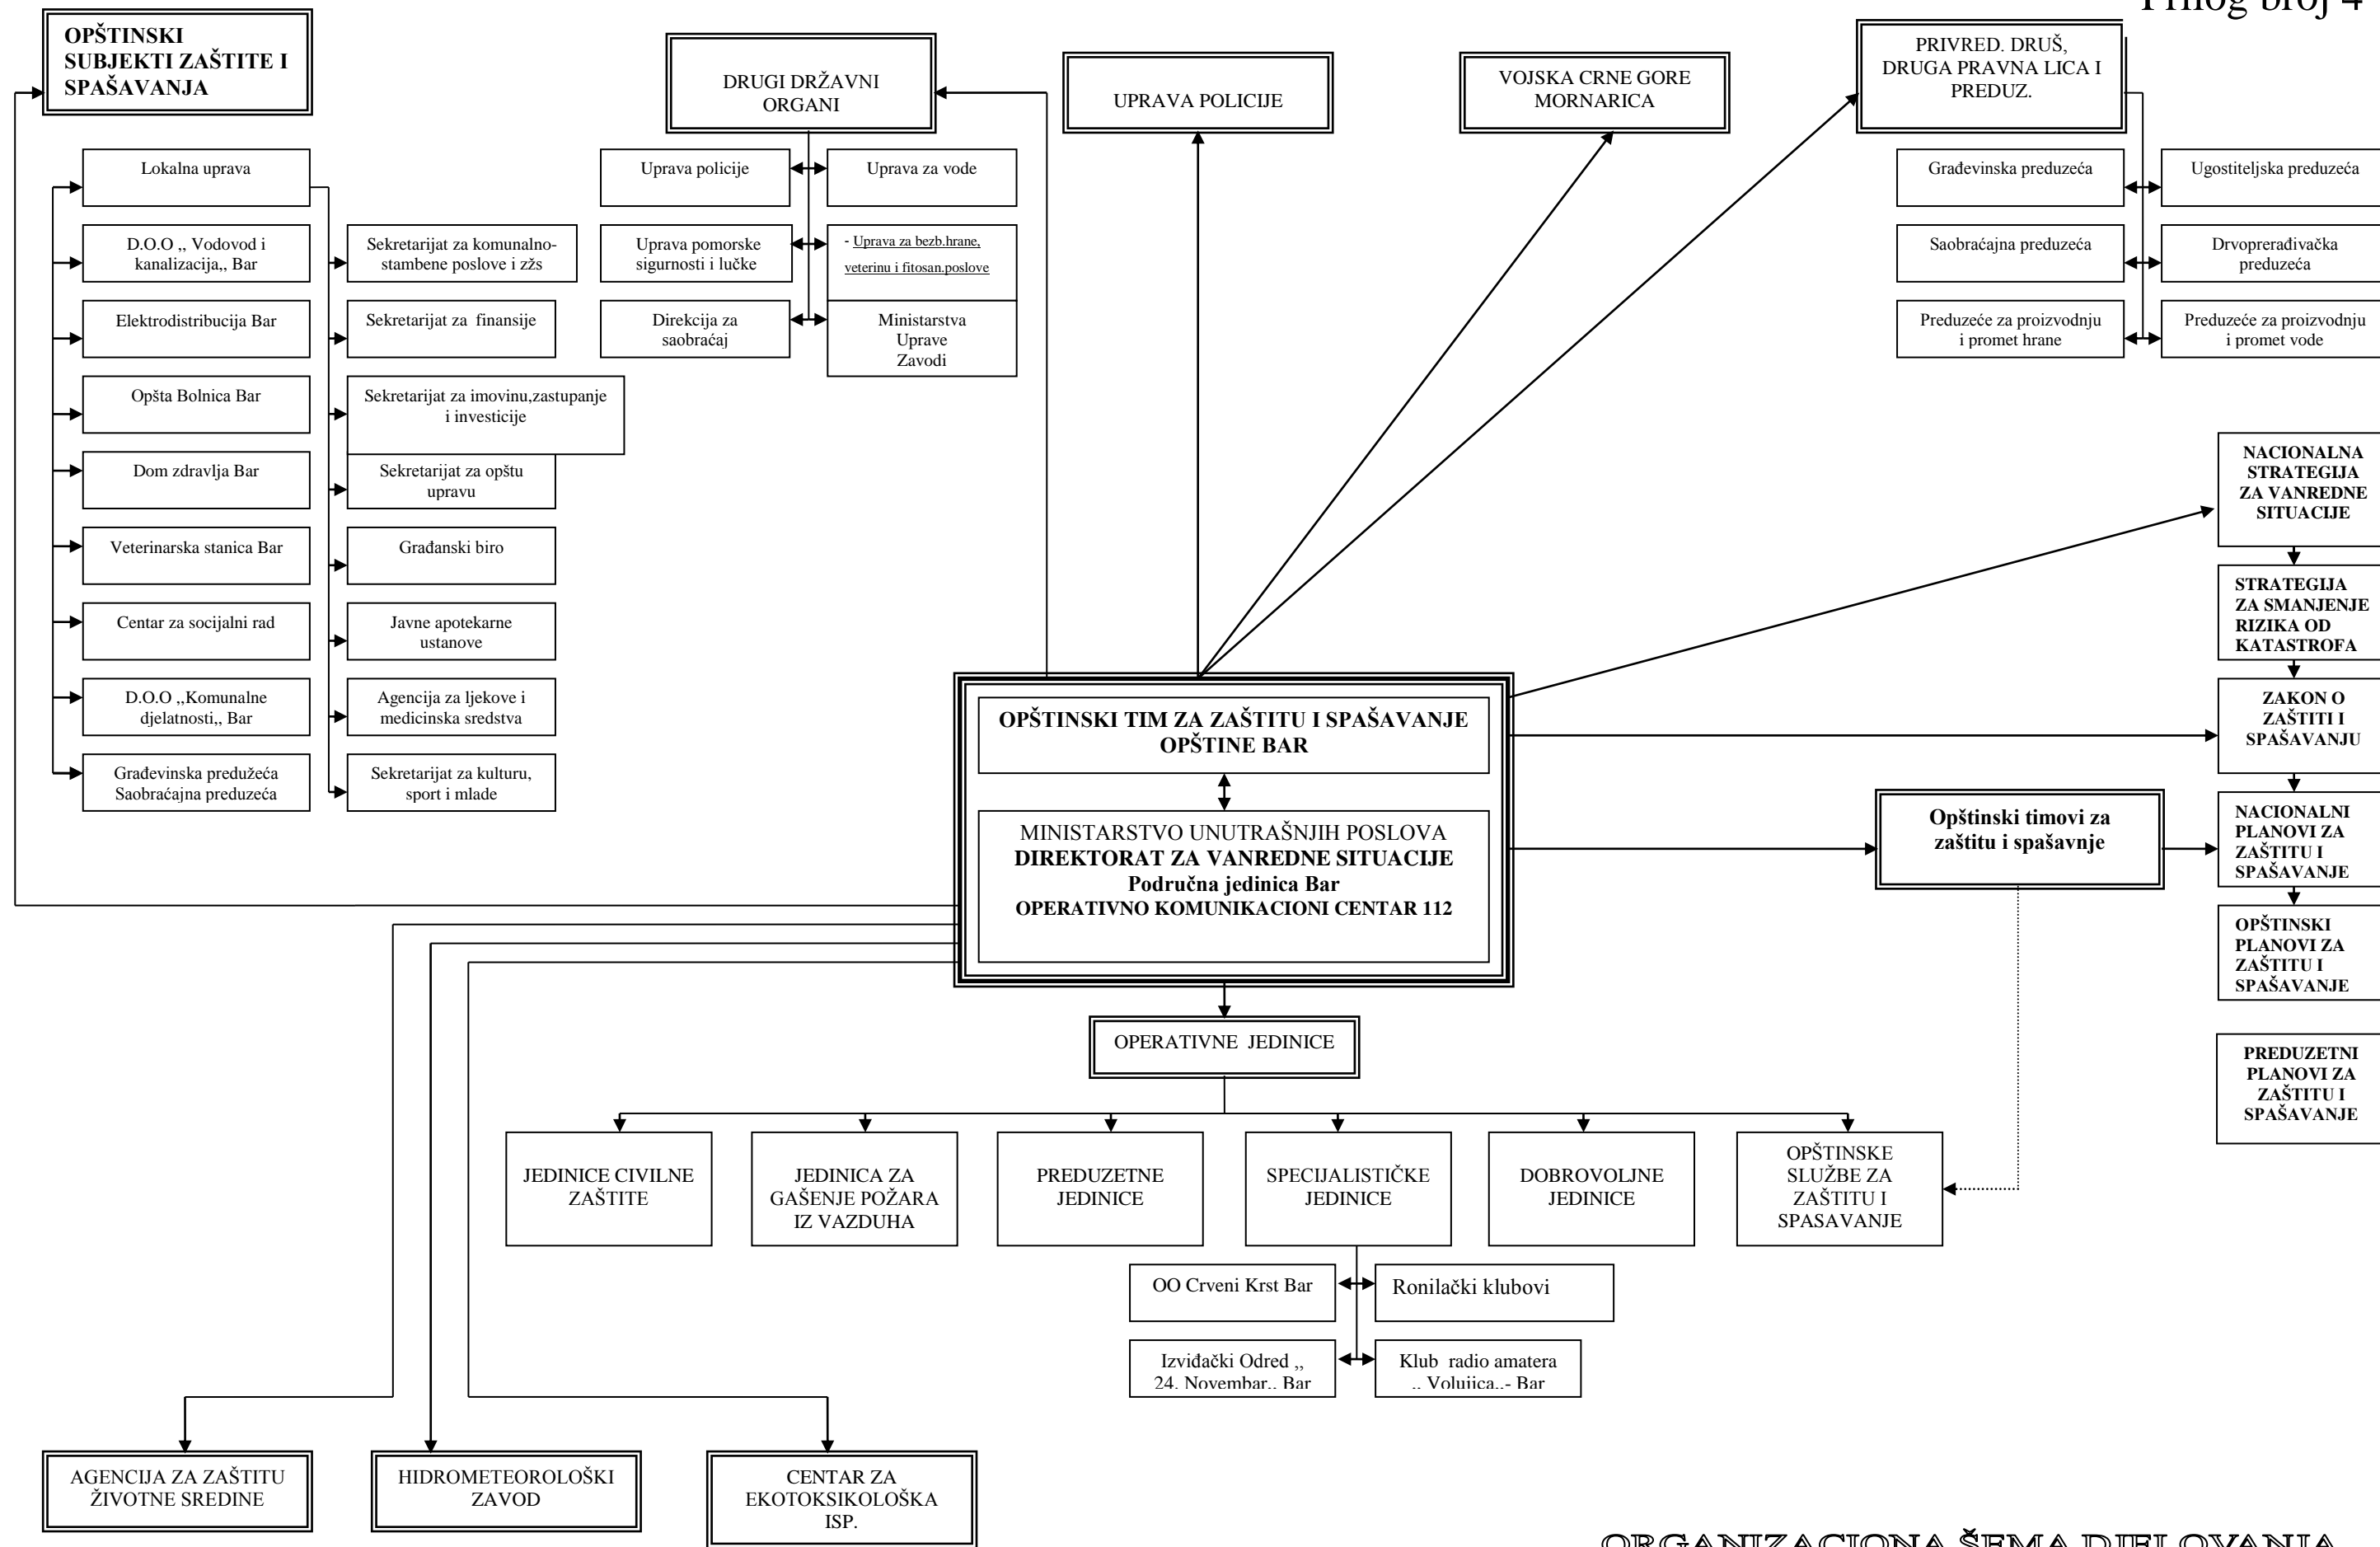 Prilog broj 4
OPŠTINSKI
SUBJEKTI ZAŠTITE I
SPAŠAVANJA
DRUGI DRŽAVNI
ORGANI
UPRAVA POLICIJE
VOJSKA CRNE GORE
MORNARICA
PRIVRED. DRUŠ,
DRUGA PRAVNA LICA I
PREDUZ.
Lokalna uprava
D.O.O ,, Vodovod i
kanalizacija,, Bar
Elektrodistribucija Bar
Opšta Bolnica Bar
Dom zdravlja Bar
Veterinarska stanica Bar
Centar za socijalni rad
D.O.O ,,Komunalne
djelatnosti,, Bar
Građevinska predužeća
Saobraćajna preduzeća
Sekretarijat za komunalno-
stambene poslove i zžs
Sekretarijat za  finansije
Sekretarijat za imovinu,zastupanje
i investicije
Sekretarijat za opštu
upravu
Građanski biro
Javne apotekarne
ustanove
Agencija za ljekove i
medicinska sredstva
Sekretarijat za kulturu,
sport i mlade
Uprava policije
Uprava za vode
Uprava pomorske
sigurnosti i lučke
- Uprava za bezb.hrane,
veterinu i fitosan.poslove
Direkcija za
saobraćaj
Ministarstva
Uprave
Zavodi
Građevinska preduzeća
Ugostiteljska preduzeća
Saobraćajna preduzeća
Drvoprerađivačka
preduzeća
Preduzeće za proizvodnju
i promet hrane
Preduzeće za proizvodnju
i promet vode
NACIONALNA
STRATEGIJA
ZA VANREDNE
SITUACIJE
STRATEGIJA
ZA SMANJENJE
RIZIKA OD
KATASTROFA
ZAKON O
ZAŠTITI I
SPAŠAVANJU
NACIONALNI
PLANOVI ZA
ZAŠTITU I
SPAŠAVANJE
OPŠTINSKI
PLANOVI ZA
ZAŠTITU I
SPAŠAVANJE
PREDUZETNI
PLANOVI ZA
ZAŠTITU I
SPAŠAVANJE
OPŠTINSKI TIM ZA ZAŠTITU I SPAŠAVANJE
OPŠTINE BAR
MINISTARSTVO UNUTRAŠNJIH POSLOVA
DIREKTORAT ZA VANREDNE SITUACIJE
Područna jedinica Bar
OPERATIVNO KOMUNIKACIONI CENTAR 112
Opštinski timovi za
zaštitu i spašavnje
OPERATIVNE  JEDINICE
JEDINICE CIVILNE
ZAŠTITE
JEDINICA ZA
GAŠENJE POŽARA
IZ VAZDUHA
PREDUZETNE
JEDINICE
SPECIJALISTIČKE
JEDINICE
DOBROVOLJNE
JEDINICE
OPŠTINSKE
SLUŽBE ZA
ZAŠTITU I
SPASAVANJE
OO Crveni Krst Bar
Ronilački klubovi
Izviđački Odred ,,
24. Novembar,, Bar
Klub  radio amatera
,, Volujica,,- Bar
AGENCIJA ZA ZAŠTITU
ŽIVOTNE SREDINE
HIDROMETEOROLOŠKI
ZAVOD
CENTAR ZA
EKOTOKSIKOLOŠKA
ISP.
ORGANIZACIONA ŠEMA DJELOVANJA